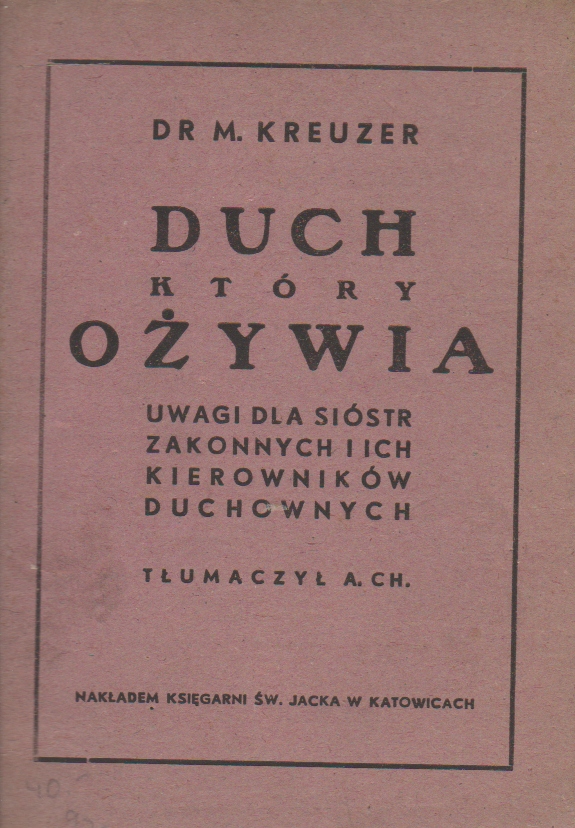 DR M. KREUZER
DUCH
KTÓRY
OŻYWIA
UWAGI DLA SIÓSTR
ZAKONNYCH I ICH
KIEROWNIKÓW
DUCHOWNYCH
TŁUMACZYŁ A. CH.
NAKŁADEM KSIĘGARNI ŚW. JACKA W KATOWICACH
40